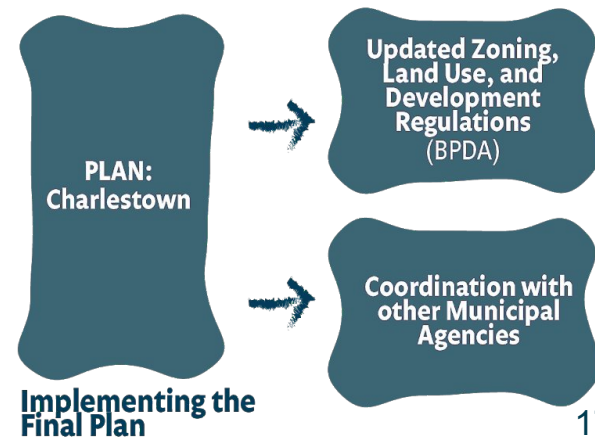 PLAN:
Charlestown
Updated Zoning,
Land Use, and
Development
Regulations
(BPDA)
Coordination with
other Municipal
Agencies
Implementing the
Final Plan